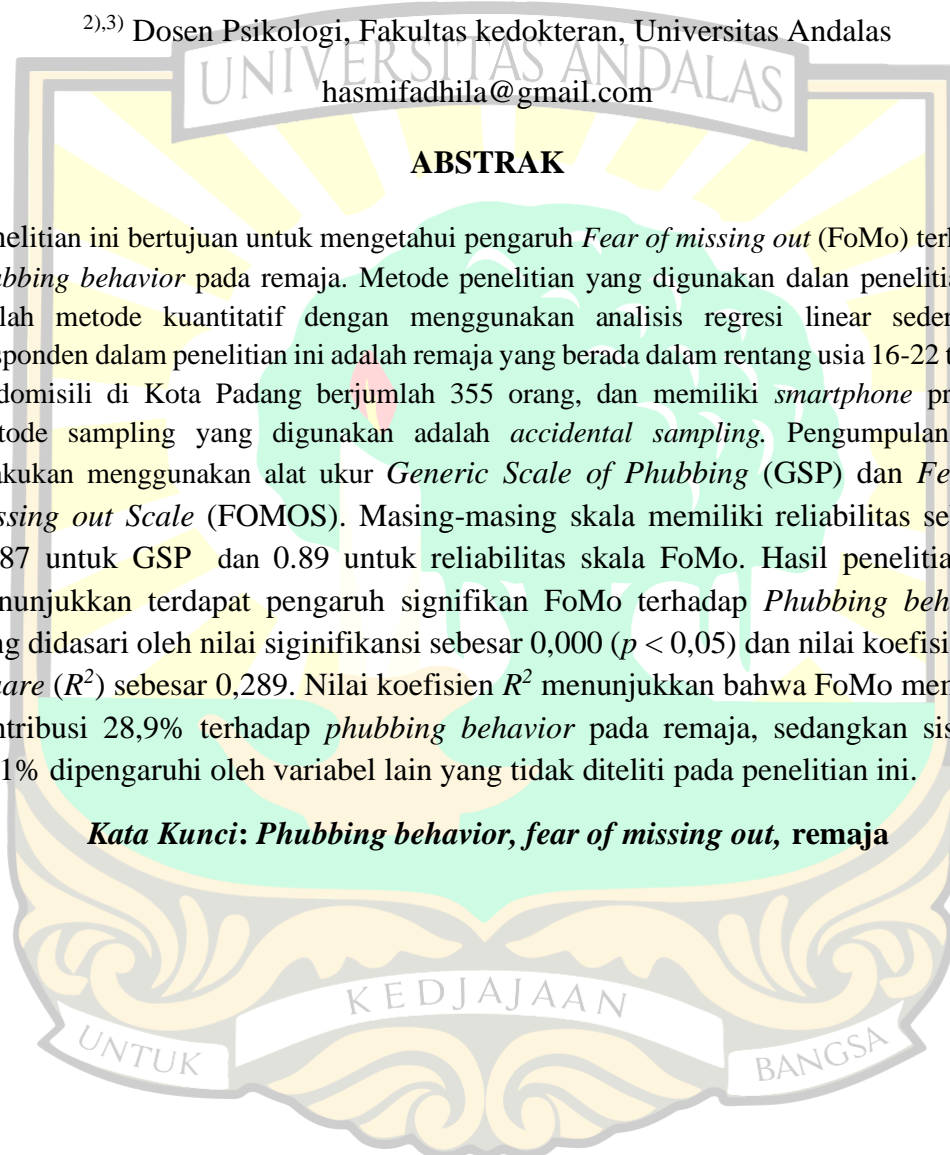 2),3) Dosen Psikologi, Fakultas kedokteran, Universitas Andalas
UNIVERSITAS ANDALAS
hasmifadhila@gmail.com
ABSTRAK
nelitian ini bertujuan untuk mengetahui pengaruh Fear of missing out (FoMo) terh
ubbing behavior pada remaja. Metode penelitian yang digunakan dalan peneliti
lah metode kuantitatif dengan menggunakan analisis regresi linear seder
sponden dalam penelitian ini adalah remaja yang berada dalam rentang usia 16-22 t
domisili di Kota Padang berjumlah 355 orang, dan memiliki smartphone pr
tode sampling yang digunakan adalah accidental sampling. Pengumpulan
akukan menggunakan alat ukur Generic Scale of Phubbing (GSP) dan Fe
ssing out Scale (FOMOS). Masing-masing skala memiliki reliabilitas se
87 untuk GSP dan 0.89 untuk reliabilitas skala FoMo. Hasil penelitia
nunjukkan terdapat pengaruh signifikan FoMo terhadap Phubbing beh
ng didasari oleh nilai siginifikansi sebesar 0,000 (p < 0,05) dan nilai koefisi
uare (R2) sebesar 0,289. Nilai koefisien R2 menunjukkan bahwa FoMo mem
ntribusi 28,9% terhadap phubbing behavior pada remaja, sedangkan sis
1% dipengaruhi oleh variabel lain yang tidak diteliti pada penelitian ini.
Kata Kunci: Phubbing behavior, fear of missing out, remaja
KEDJAJAAN
UNTUK
BANGSA